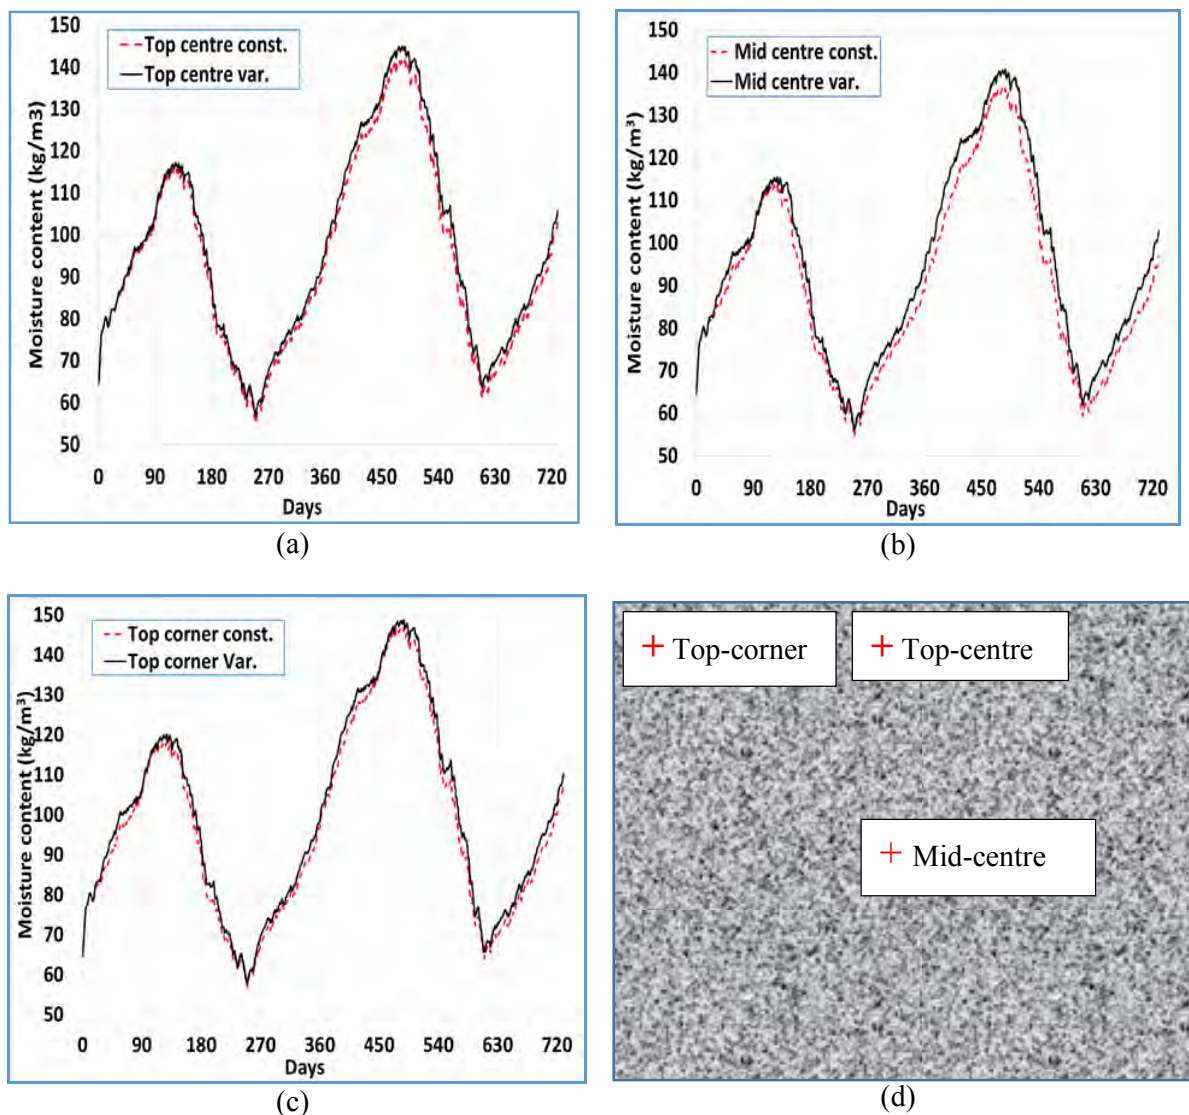 150
140
130
120
110
100
90
80
70
60
50
Moisture content (kg/m3)
Top centre const.
Top centre var.
0 90 180 270 360 450 540 630 720
Days
(a)
150
140
130
120
110
100
90
80
70
60
50
Moisture content (kg/m³)
Mid centre const.
Mid centre var.
0 90 180 270 360 450 540 630 720
Days
(b)
150
140
130
120
110
100
90
80
70
60
50
Moisture content (kg/m³)
Top corner const.
Top corner Var.
0 90 180 270 360 450 540 630 720
Days
(c)
Top-corner
Top-centre
Mid-centre
(d)